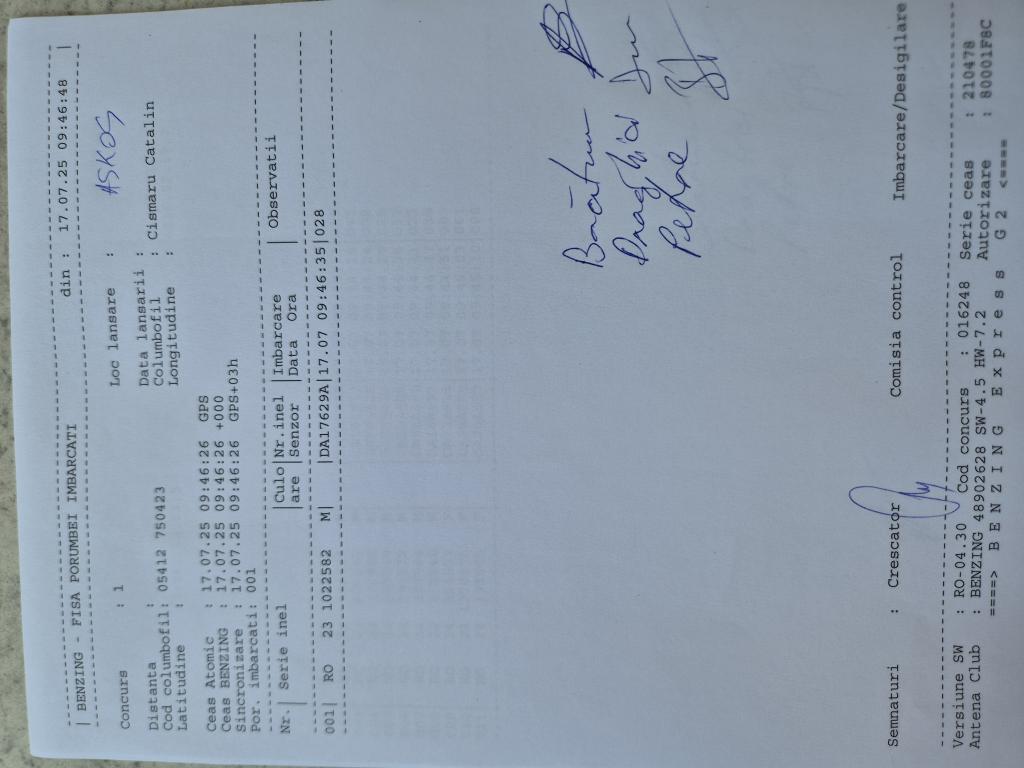 | BENZING - FISA PORUMBEI IMBARCATI din : 17.07.25 09:46:48 |
Concurs : 1 Loc lansare : ASKOS
Distanta : Data lansarii :
Cod columbofil: 05412 750423 Columbofil : Cismaru Catalin
Latitudine : Longitudine :
Ceas Atomic : 17.07.25 09:46:26 GPS
Ceas BENZING : 17.07.25 09:46:26 +000
Sincronizare : 17.07.25 09:46:26 GPS+03h
Por. imbarcati: 001
Nr.| Serie inel |Culo|Nr.inel |Imbarcare | Observatii
|are |Senzor |Data Ora |
001| RO 23 1022582 M| |DA17629A|17.07 09:46:35|028
Petre
Semnaturi : Crescator Comisia control Imbarcare/Desigilare
Versiune SW : RO-04.30 Cod concurs : 016248 Serie ceas : 210478
Antena Club : BENZING 48902628 SW-4.5 HW-7.2 Autorizare : 80001F8C
====> B E N Z I N G E x p r e s s G 2 <====